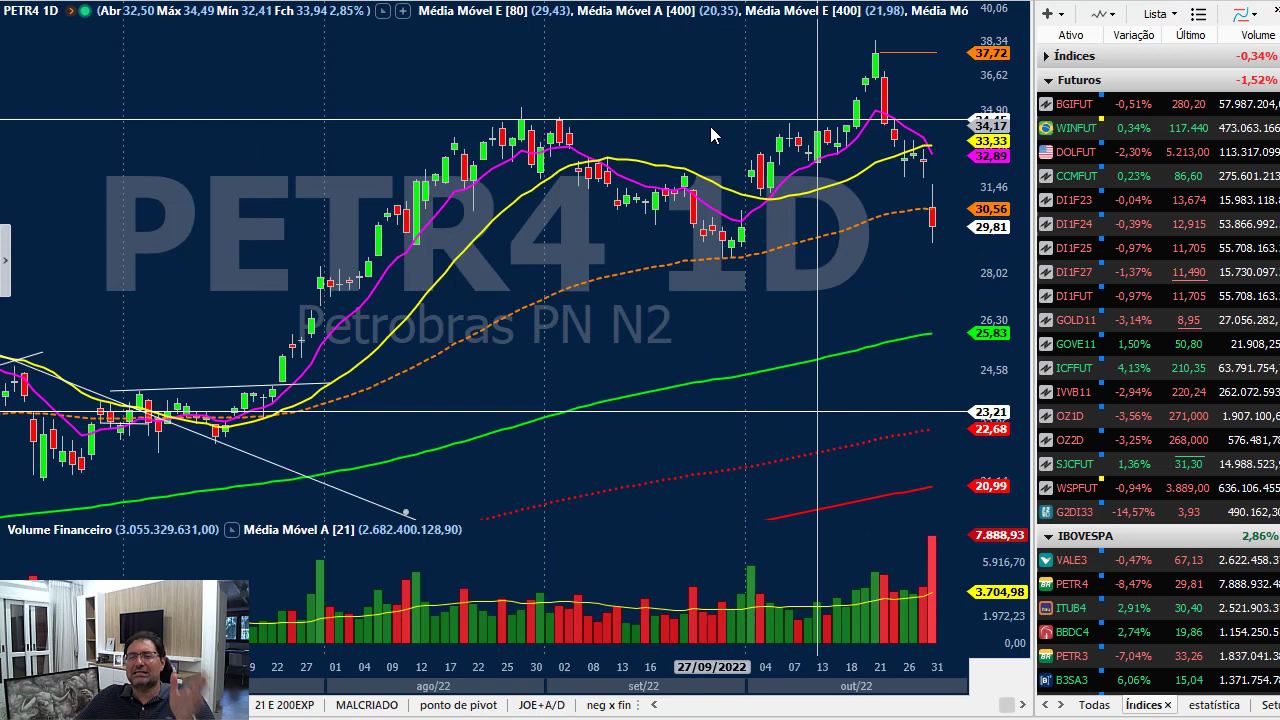 PETR4 1D (Abr 32,50 Máx 34,49 Mín 32,41 Fch 33,94 2,85%) Média Móvel E [80] (29,43), Média Móvel A [400] (20,35), Média Móvel E [400] (21,98), Média Mó
40,06
38,34
37,72
36,62
34,90
34,17
33,33
32,89
31,46
30,56
29,81
28,02
26,30
25,83
24,58
23,21
22,68
20,99
PETR4 1D
Petrobras PN N2
Volume Financeiro (3.055.329.631,00) Média Móvel A [21] (2.682.400.128,90)
7.888,93
5.916,70
3.704,98
1.972,23
0,00
22 27 01 04 11 17 22 25 30 02 08 13 16 22 27/09/2022 04 07 13 18 21 26 31
ago/22 set/22 out/22
21 E 200EXP MALCRIADO ponto de pivot JOE+A/D neg x fin
Lista
Ativo Variação Último Volume
Índices -0,34%
Futuros -1,52%
BGIFUT -0,51% 280,20 57.987.204,0
WINFUT 0,34% 117.440 473.063.16
DOLFUT -2,30% 5.213,00 113.071.09
CCMFUT 0,23% 86,60 275.601.213
DI1F23 -0,04% 13,674 15.983.118.8
DI1F24 -0,39% 12,915 53.866.992.3
DI1F25 -0,97% 11,705 55.708.163.3
DI1F27 -1,37% 11,490 15.730.097.1
DI1FUT -0,97% 11,705 55.708.163.3
GOLD11 -3,14% 8,95 27.056.282,
GOVE11 1,50% 50,80 21.908,25
ICFFUT 4,13% 210,35 63.791.754,7
IVVB11 -2,94% 220,24 262.072.593
OZ1D -3,56% 271,000 1.907.100,6
OZ2D -3,25% 268,000 576.481,78
SJCFUT 1,36% 31,30 14.988.523,9
WSPFUT -0,94% 3.889,00 636.106.455
G2DI33 -14,57% 3,93 490.162,30
IBOVESPA 2,86%
VALE3 -0,47% 67,13 2.622.458.3
PETR4 -8,47% 29,81 7.888.932.4
ITUB4 2,91% 30,40 2.521.903.5
BBDC4 2,74% 19,86 1.154.250.5
PETR3 -7,04% 33,26 1.837.041.3
B3SA3 6,06% 15,04 1.371.754.7
Todas Índices estatística Set